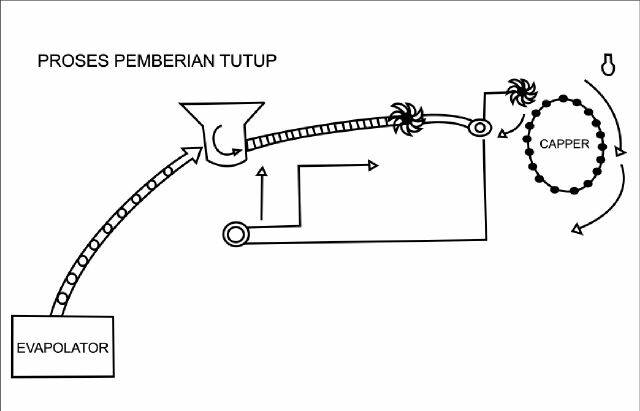 PROSES PEMBERIAN TUTUP
CAPPER
EVAPOLATOR